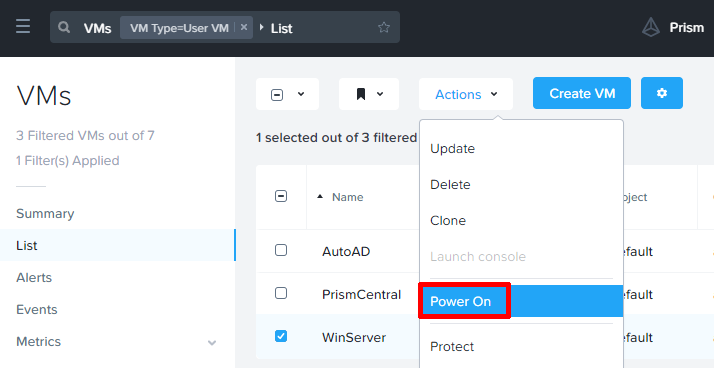 VMs VM Type=User VM × List Prism
VMs
3 Filtered VMs out of 7
1 Filter(s) Applied
Summary
List
Alerts
Events
Metrics
Actions Create VM
1 selected out of 3 filtered
Name oject
AutoAD efault
PrismCentral efault
WinServer efault
Update
Delete
Clone
Launch console
Power On
Protect